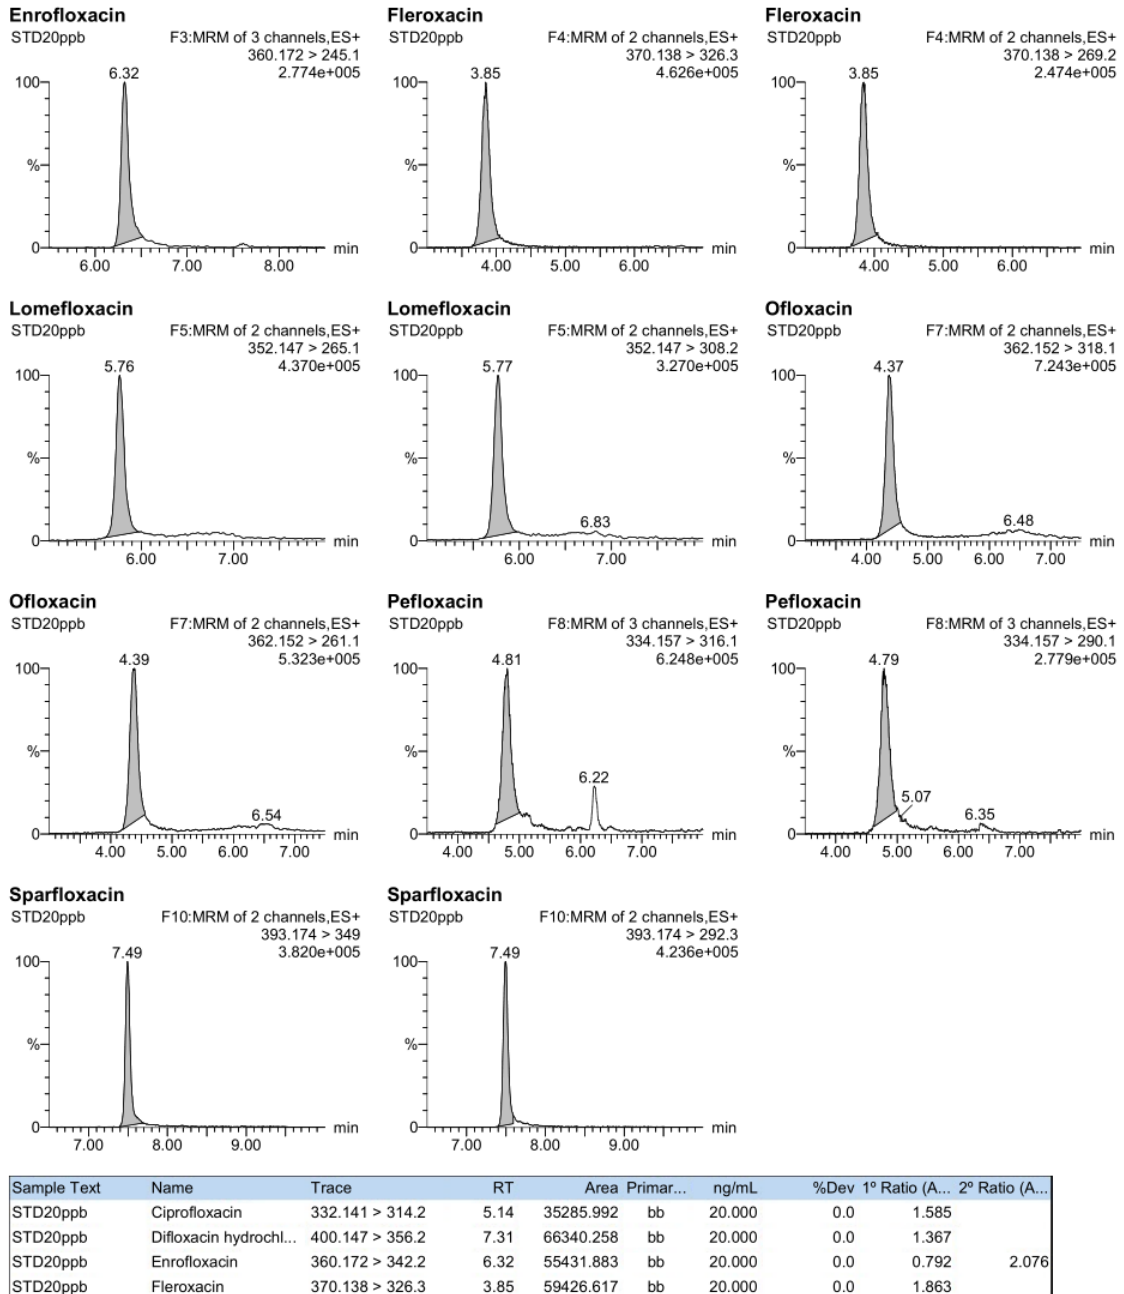 Enrofloxacin
STD20ppb F3:MRM of 3 channels,ES+
360.172 > 245.1
2.774e+005
100
6.32
%
0
min
6.00 7.00 8.00
Fleroxacin
STD20ppb F4:MRM of 2 channels,ES+
370.138 > 326.3
4.626e+005
100
3.85
%
0
min
4.00 5.00 6.00
Fleroxacin
STD20ppb F4:MRM of 2 channels,ES+
370.138 > 269.2
2.474e+005
100
3.85
%
0
min
4.00 5.00 6.00
Lomefloxacin
STD20ppb F5:MRM of 2 channels,ES+
352.147 > 265.1
4.370e+005
100
5.76
%
0
min
6.00 7.00
Lomefloxacin
STD20ppb F5:MRM of 2 channels,ES+
352.147 > 308.2
3.270e+005
100
5.77
%
6.83
0
min
6.00 7.00
Ofloxacin
STD20ppb F7:MRM of 2 channels,ES+
362.152 > 318.1
7.243e+005
100
4.37
%
6.48
0
min
4.00 5.00 6.00 7.00
Ofloxacin
STD20ppb F7:MRM of 2 channels,ES+
362.152 > 261.1
5.323e+005
100
4.39
%
6.54
0
min
4.00 5.00 6.00 7.00
Pefloxacin
STD20ppb F8:MRM of 3 channels,ES+
334.157 > 316.1
6.248e+005
100
4.81
%
6.22
0
min
4.00 5.00 6.00 7.00
Pefloxacin
STD20ppb F8:MRM of 3 channels,ES+
334.157 > 290.1
2.779e+005
100
4.79
%
5.07
6.35
0
min
4.00 5.00 6.00 7.00
Sparfloxacin
STD20ppb F10:MRM of 2 channels,ES+
393.174 > 349
3.820e+005
100
7.49
%
0
min
7.00 8.00 9.00
Sparfloxacin
STD20ppb F10:MRM of 2 channels,ES+
393.174 > 292.3
4.236e+005
100
7.49
%
0
min
7.00 8.00 9.00
Sample Text Name Trace RT Area Primar... ng/mL %Dev 1º Ratio (A... 2º Ratio (A...
STD20ppb Ciprofloxacin 332.141 > 314.2 5.14 35285.992 bb 20.000 0.0 1.585
STD20ppb Difloxacin hydrochl... 400.147 > 356.2 7.31 66340.258 bb 20.000 0.0 1.367
STD20ppb Enrofloxacin 360.172 > 342.2 6.32 55431.883 bb 20.000 0.0 0.792 2.076
STD20ppb Fleroxacin 370.138 > 326.3 3.85 59426.617 bb 20.000 0.0 1.863